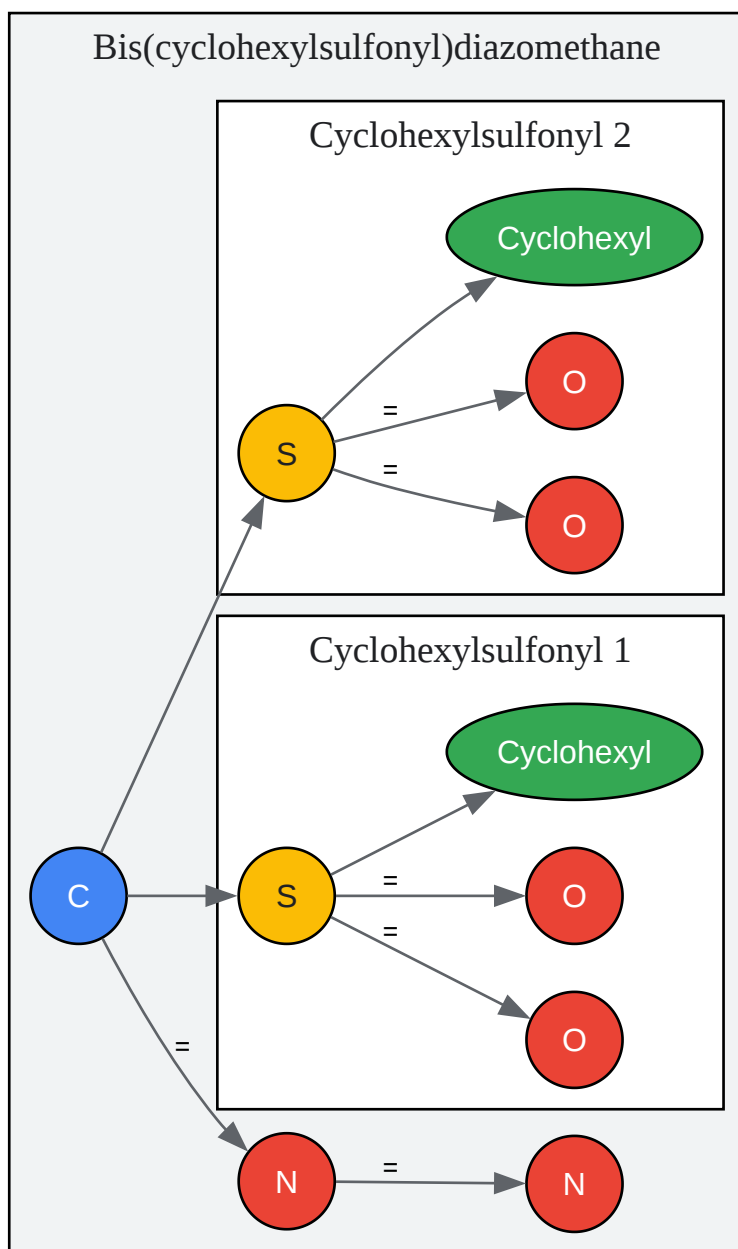 Bis(cyclohexylsulfonyl)diazomethane
Cyclohexylsulfonyl 2
Cyclohexyl
O
=
S
=
O
Cyclohexylsulfonyl 1
Cyclohexyl
=
C
S
O
=
O
=
=
N
N